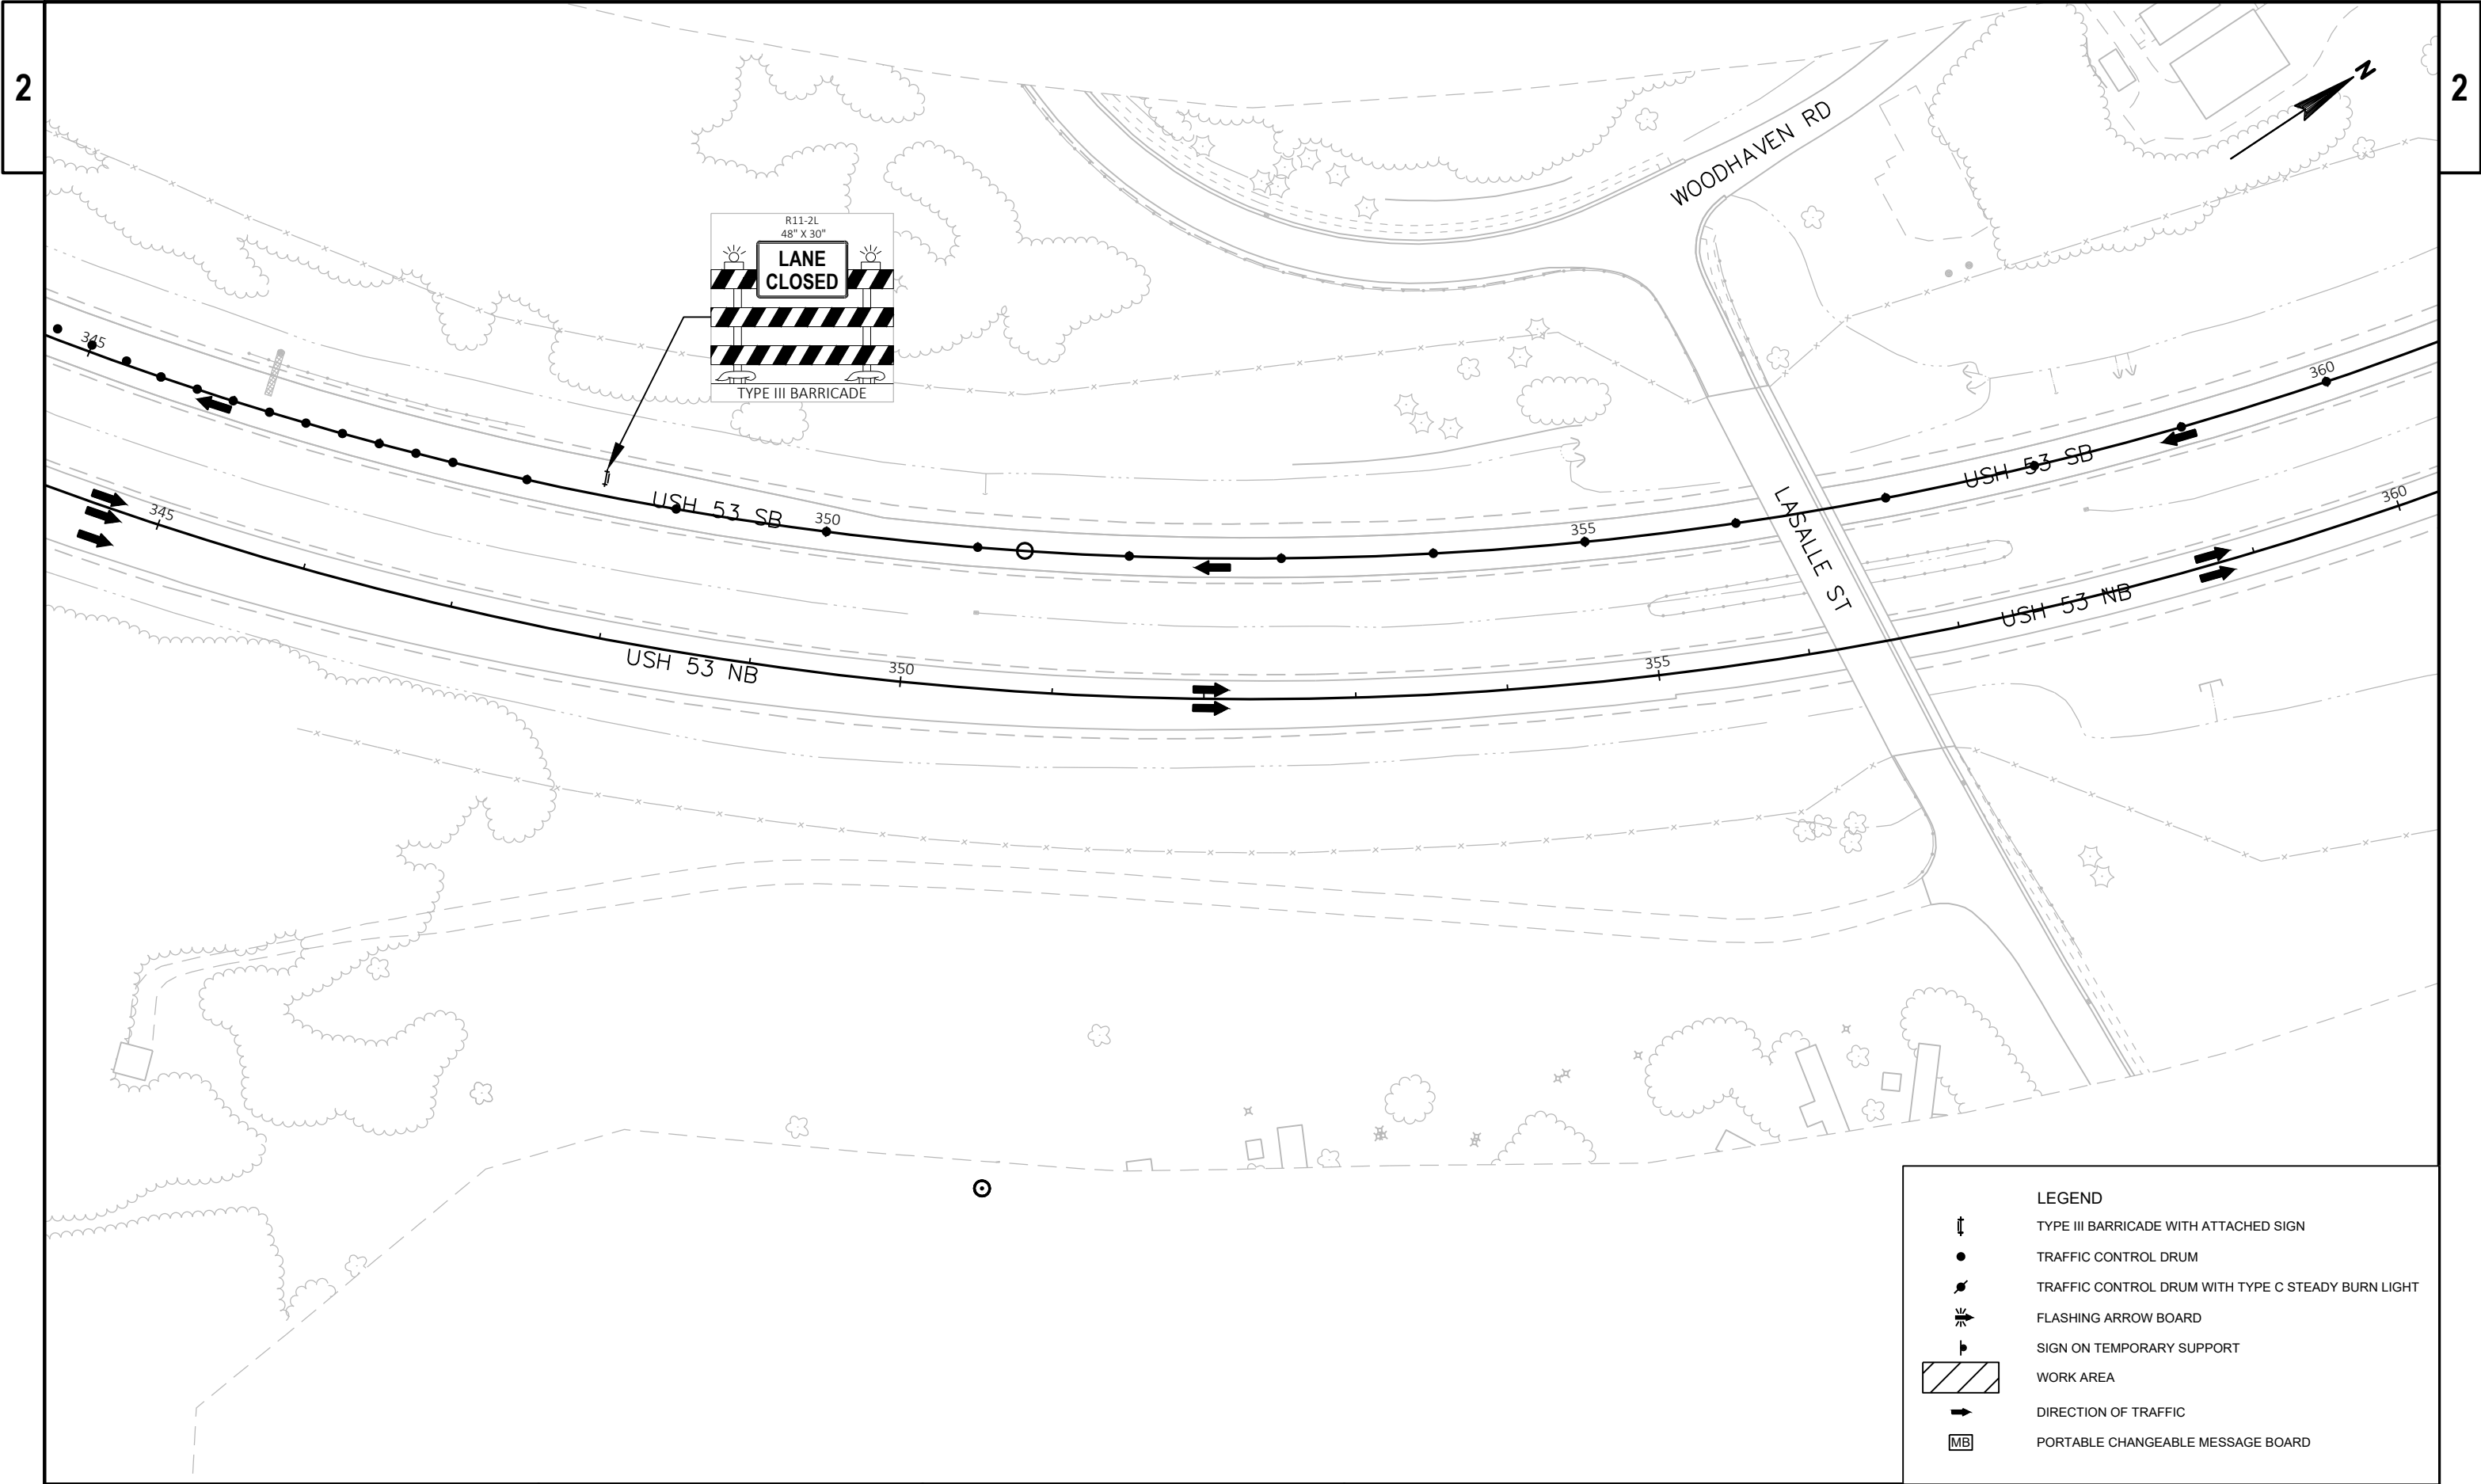 2
2
N
WOODHAVEN RD
R11-2L
48" X 30"
LANE
CLOSED
TYPE III BARRICADE
345
360
USH 53 SB
USH 53 SB
350
355
345
360
LASALLE ST
USH 53 NB
USH 53 NB
350
355
LEGEND
TYPE III BARRICADE WITH ATTACHED SIGN
TRAFFIC CONTROL DRUM
TRAFFIC CONTROL DRUM WITH TYPE C STEADY BURN LIGHT
FLASHING ARROW BOARD
SIGN ON TEMPORARY SUPPORT
WORK AREA
DIRECTION OF TRAFFIC
MB PORTABLE CHANGEABLE MESSAGE BOARD